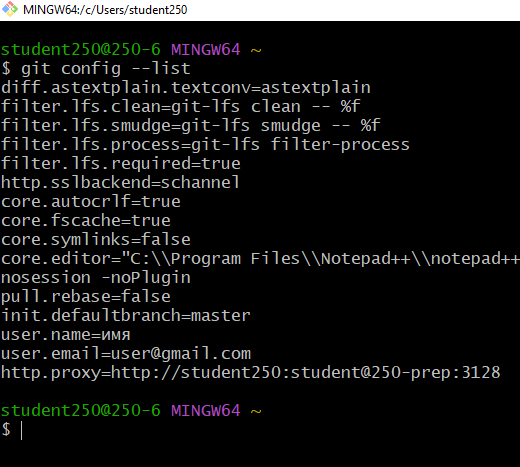 MINGW64:/c/Users/student250
student250@250-6 MINGW64 ~
$ git config --list
diff.astextplain.textconv=astextplain
filter.lfs.clean=git-lfs clean -- %f
filter.lfs.smudge=git-lfs smudge -- %f
filter.lfs.process=git-lfs filter-process
filter.lfs.required=true
http.sslbackend=schannel
core.autocrlf=true
core.fscache=true
core.symlinks=false
core.editor="C:\\Program Files\\Notepad++\\notepad++
nosession -noPlugin
pull.rebase=false
init.defaultbranch=master
user.name=имя
user.email=user@gmail.com
http.proxy=http://student250:student@250-prep:3128
student250@250-6 MINGW64 ~
$